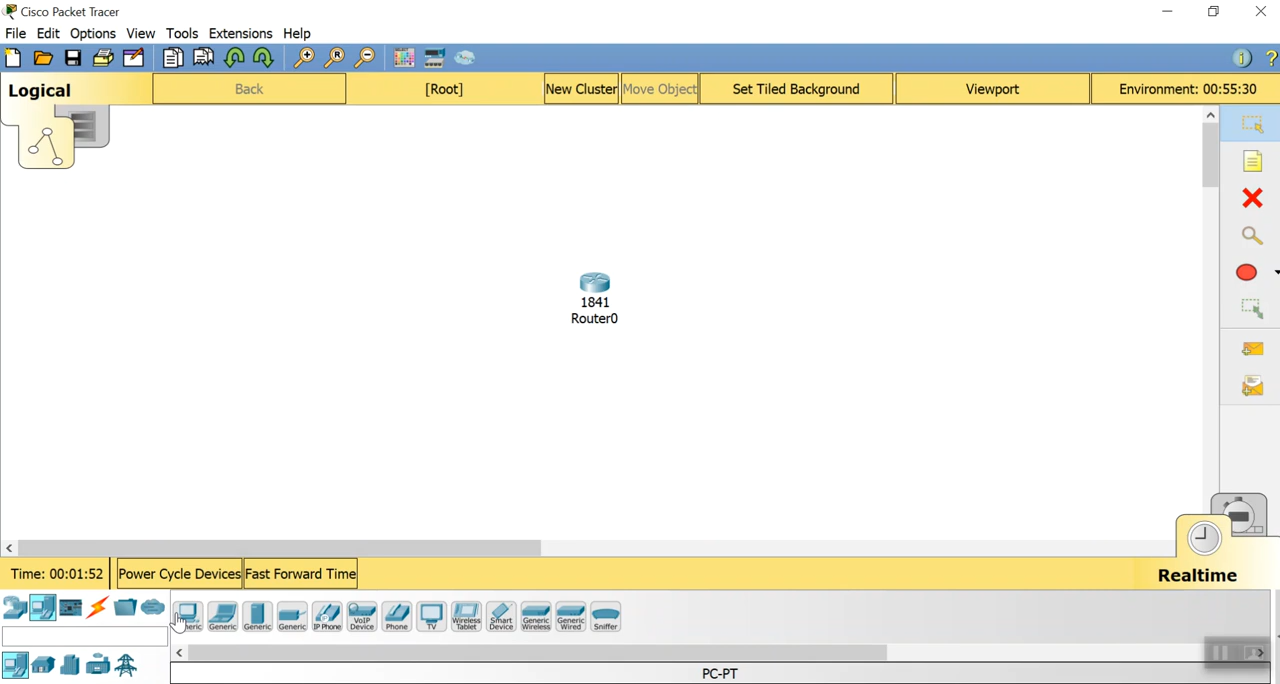 Cisco Packet Tracer
File Edit Options View Tools Extensions Help
Logical Back [Root] New Cluster Move Object Set Tiled Background Viewport Environment: 00:55:30
1841
Router0
Time: 00:01:52 Power Cycle Devices Fast Forward Time Realtime
Generic Generic Generic IP Phone VoIP Device Phone TV Wireless Tablet Smart Device Generic Wireless Generic Wired Sniffer
PC-PT